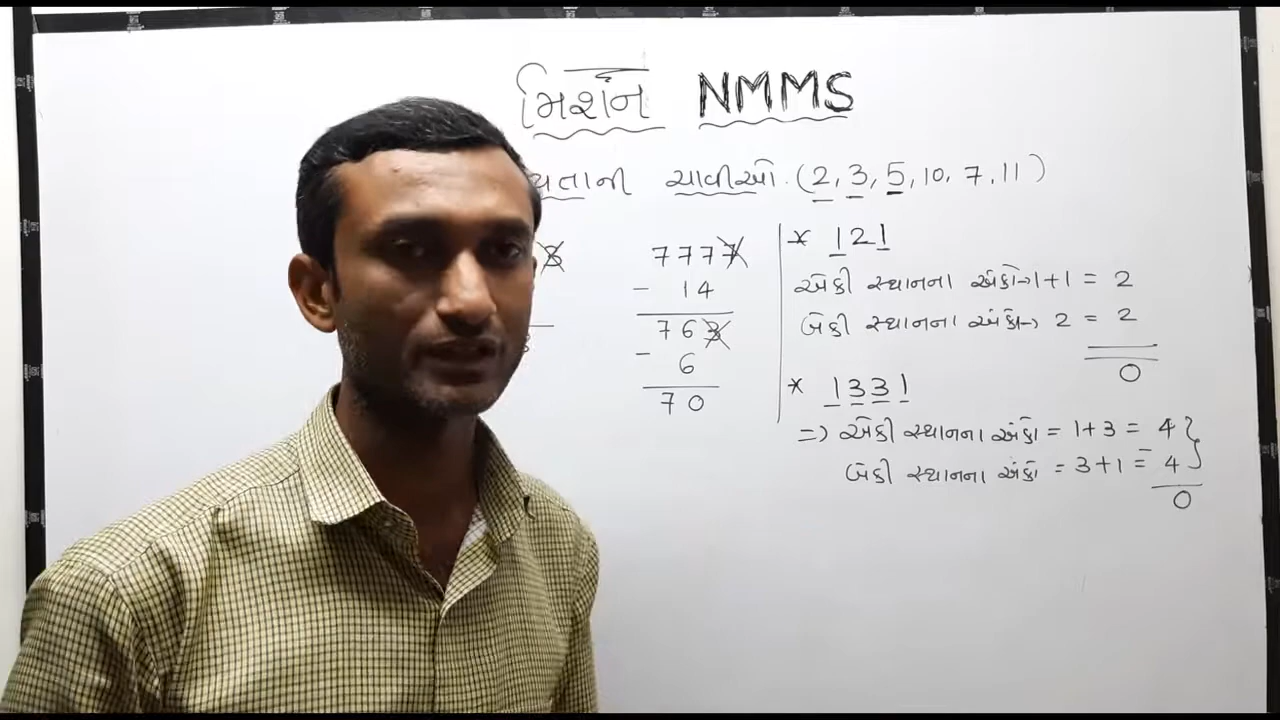 મિશન NMMS
ચાવીઓ. (2, 3, 5, 10, 7, 11)
7777
- 14
763
- 6
70
* 121
એકી સ્થાનના અંકો→1+1 = 2
બેકી સ્થાનના અંકો→ 2 = 2
0
* 1331
=) એકી સ્થાનના અંકો = 1+3 = 4
બેકી સ્થાનના અંકો = 3+1 = 4
0